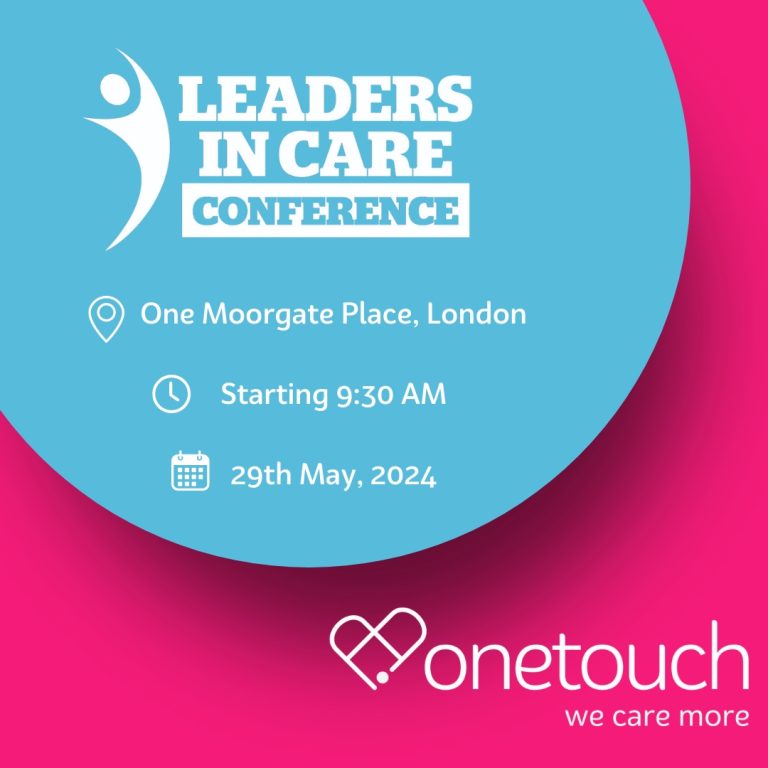 LEADERS
IN CARE
CONFERENCE
One Moorgate Place, London
Starting 9:30 AM
29th May, 2024
onetouch
we care more